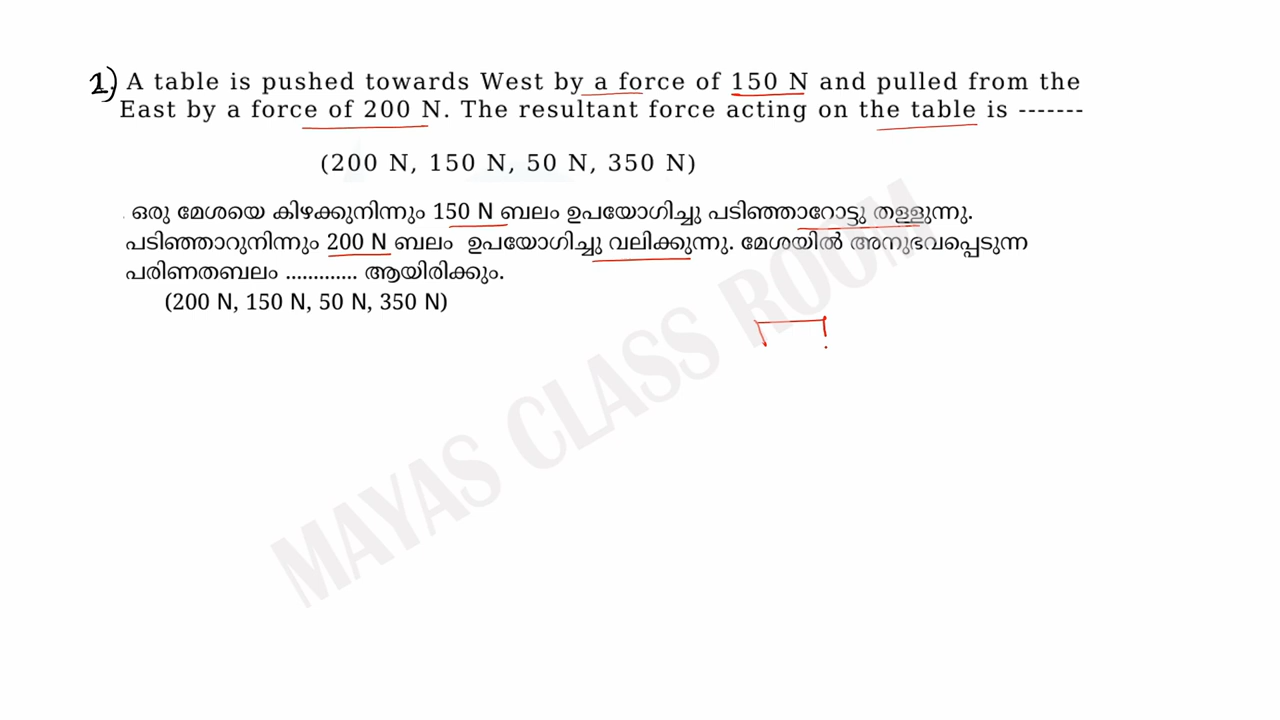 1) A table is pushed towards West by a force of 150 N and pulled from the
East by a force of 200 N. The resultant force acting on the table is -------
(200 N, 150 N, 50 N, 350 N)
ഒരു മേശയെ കിഴക്കുനിന്നും 150 N ബലം ഉപയോഗിച്ചു പടിഞ്ഞാറോട്ടു തള്ളുന്നു.
പടിഞ്ഞാറുനിന്നും 200 N ബലം ഉപയോഗിച്ചു വലിക്കുന്നു. മേശയിൽ അനുഭവപ്പെടുന്ന
പരിണതബലം ............. ആയിരിക്കും.
(200 N, 150 N, 50 N, 350 N)
MAYAS CLASS ROOM